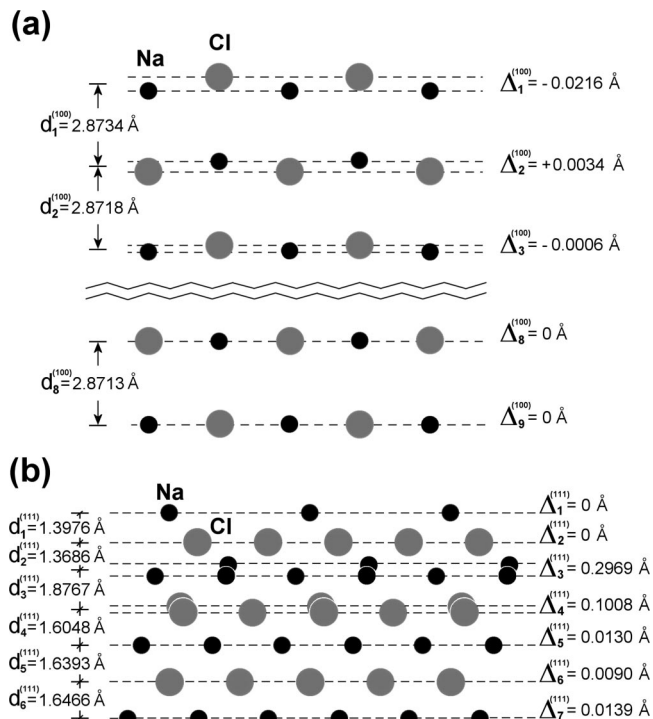 (a)
Na Cl
Δ₁⁽¹⁰⁰⁾= -0.0216 Å
d₁⁽¹⁰⁰⁾=2.8734 Å
Δ₂⁽¹⁰⁰⁾= +0.0034 Å
d₂⁽¹⁰⁰⁾=2.8718 Å
Δ₃⁽¹⁰⁰⁾= -0.0006 Å
Δ₈⁽¹⁰⁰⁾= 0 Å
d₈⁽¹⁰⁰⁾=2.8713 Å
Δ₉⁽¹⁰⁰⁾= 0 Å
(b)
Na
Cl
Δ₁⁽¹¹¹⁾= 0 Å
d₁⁽¹¹¹⁾=1.3976 Å
Δ₂⁽¹¹¹⁾= 0 Å
d₂⁽¹¹¹⁾=1.3686 Å
Δ₃⁽¹¹¹⁾= 0.2969 Å
d₃⁽¹¹¹⁾=1.8767 Å
Δ₄⁽¹¹¹⁾= 0.1008 Å
d₄⁽¹¹¹⁾=1.6048 Å
Δ₅⁽¹¹¹⁾= 0.0130 Å
d₅⁽¹¹¹⁾=1.6393 Å
Δ₆⁽¹¹¹⁾= 0.0090 Å
d₆⁽¹¹¹⁾=1.6466 Å
Δ₇⁽¹¹¹⁾= 0.0139 Å